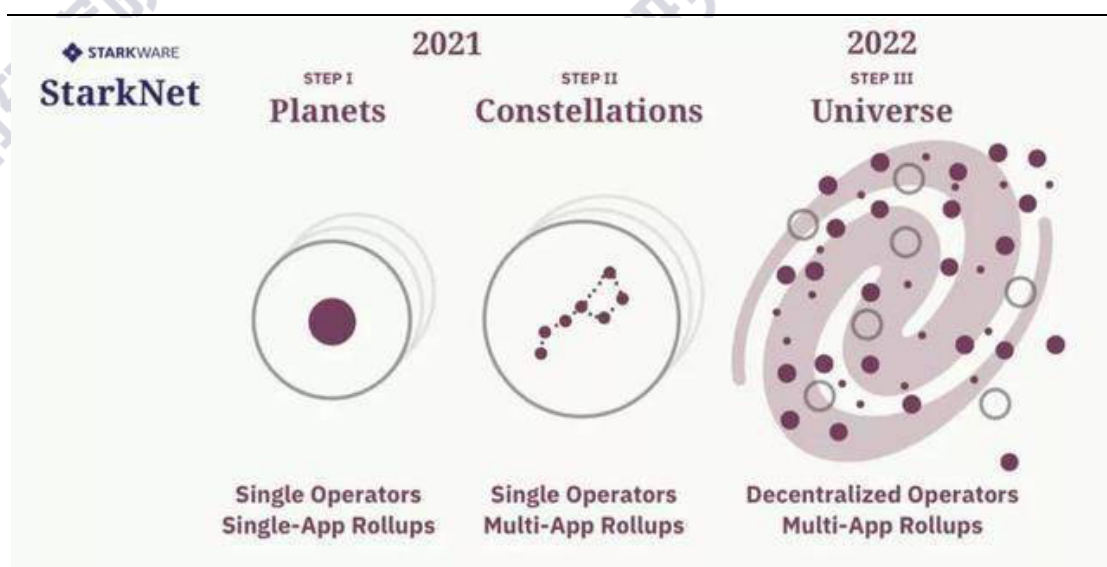 STARKWARE
StarkNet
2021
2022
STEP I
Planets
STEP II
Constellations
STEP III
Universe
Single Operators
Single-App Rollups
Single Operators
Multi-App Rollups
Decentralized Operators
Multi-App Rollups